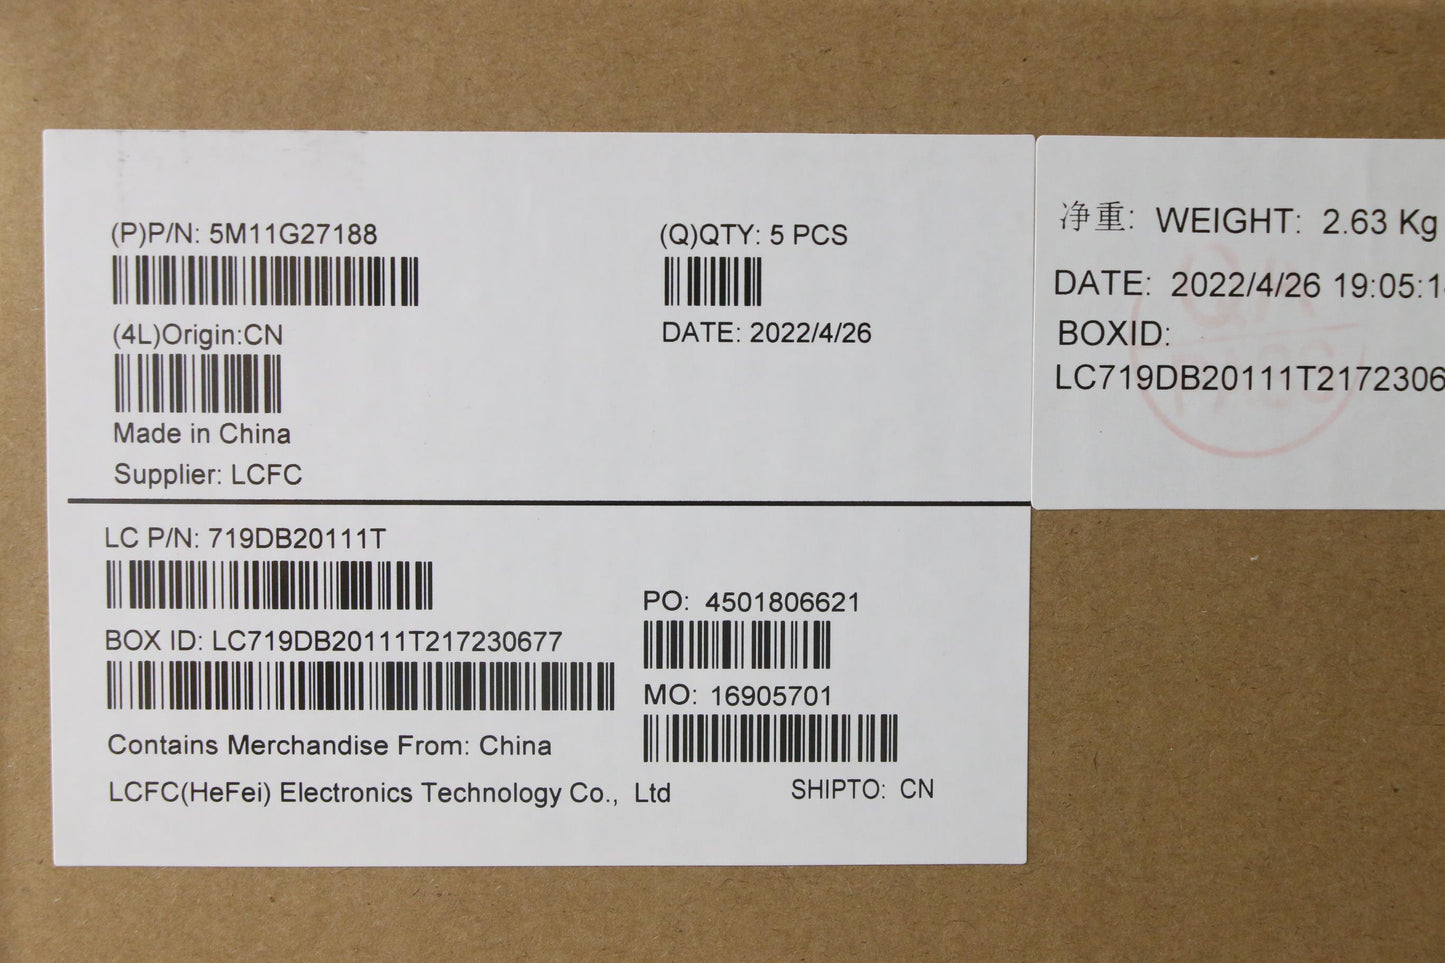 (P)P/N: 5M11G27188
(Q)QTY: 5 PCS
(4L)Origin:CN
DATE: 2022/4/26
Made in China
Supplier: LCFC
LC P/N: 719DB20111T
PO: 4501806621
BOX ID: LC719DB20111T217230677
MO: 16905701
Contains Merchandise From: China
LCFC(HeFei) Electronics Technology Co., Ltd
SHIPTO: CN
净重: WEIGHT: 2.63 Kg
DATE: 2022/4/26 19:05:1
BOXID:
LC719DB20111T2172306
PASS